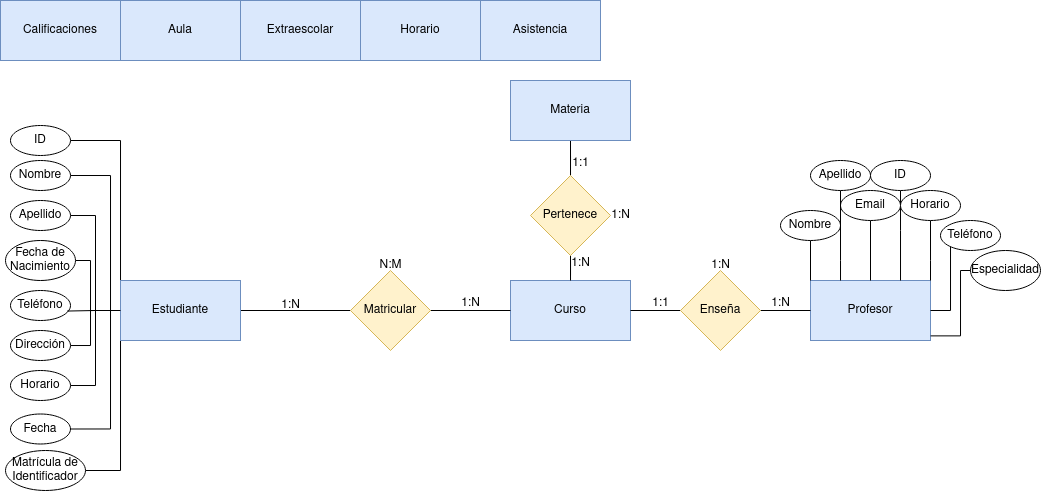 Calificaciones
Aula
Extraescolar
Horario
Asistencia
Materia
1:1
Pertenece
1:N
1:N
ID
Nombre
Apellido
Fecha de
Nacimiento
Teléfono
Dirección
Horario
Fecha
Matrícula de
Identificador
Estudiante
1:N
N:M
Matricular
1:N
Curso
1:1
1:N
Enseña
1:N
Profesor
Apellido
ID
Nombre
Email
Horario
Teléfono
Especialidad